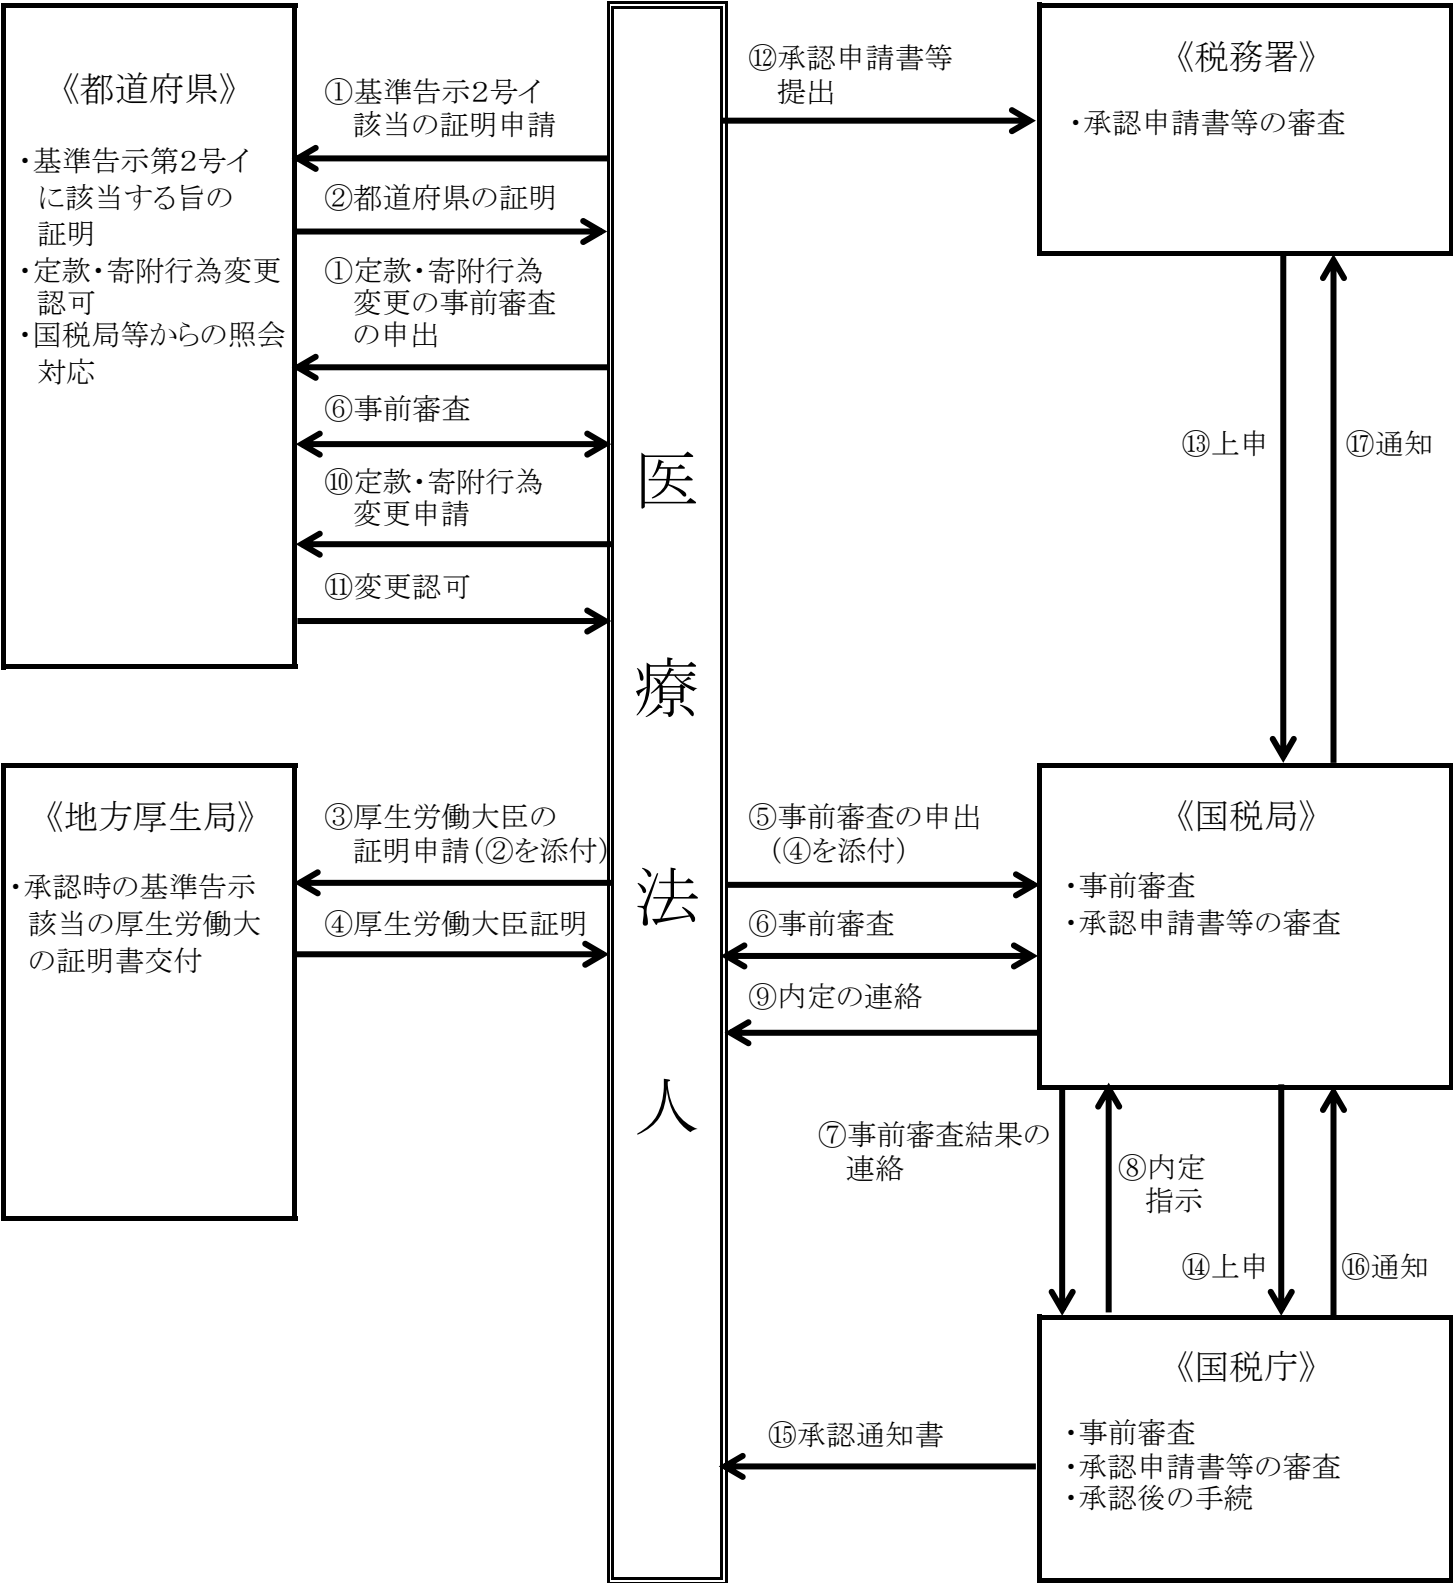 《都道府県》
・基準告示第2号イ
に該当する旨の
証明
・定款・寄附行為変更
認可
・国税局等からの照会
対応
①基準告示2号イ
該当の証明申請
②都道府県の証明
①定款・寄附行為
変更の事前審査
の申出
⑥事前審査
⑩定款・寄附行為
変更申請
⑪変更認可
《地方厚生局》
・承認時の基準告示
該当の厚生労働大
の証明書交付
③厚生労働大臣の
証明申請(②を添付)
④厚生労働大臣証明
医
療
法
人
⑫承認申請書等
提出
《税務署》
・承認申請書等の審査
⑬上申
⑰通知
⑤事前審査の申出
(④を添付)
⑥事前審査
⑨内定の連絡
《国税局》
・事前審査
・承認申請書等の審査
⑦事前審査結果の
連絡
⑧内定
指示
⑭上申
⑯通知
⑮承認通知書
《国税庁》
・事前審査
・承認申請書等の審査
・承認後の手続